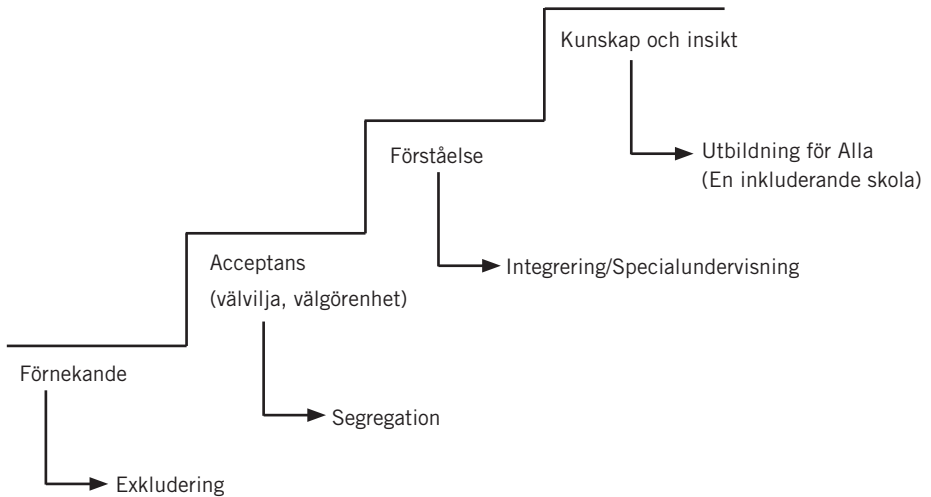 Kunskap och insikt
Utbildning för Alla
(En inkluderande skola)
Förståelse
Integrering/Specialundervisning
Acceptans
(välvilja, välgörenhet)
Segregation
Förnekande
Exkludering